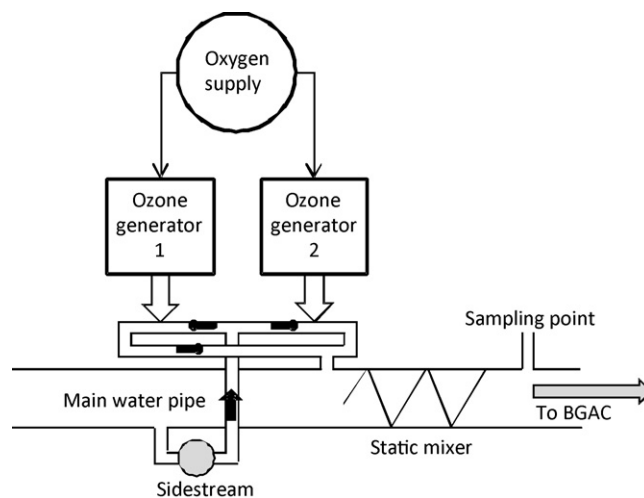 Oxygen
supply
Ozone
generator
1
Ozone
generator
2
Sampling point
Main water pipe
To BGAC
Static mixer
Sidestream